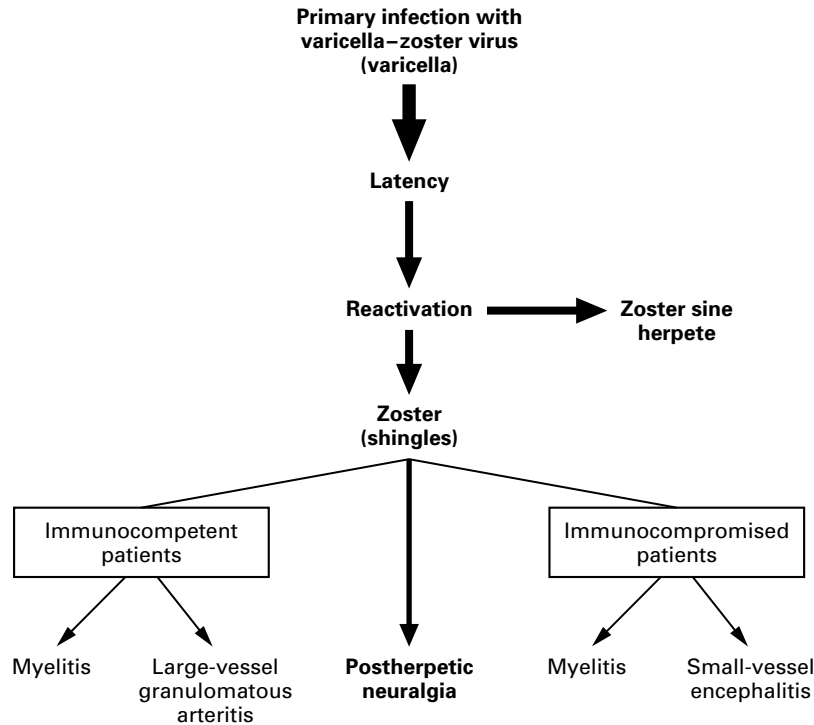 Primary infection with
varicella–zoster virus
(varicella)
Latency
Reactivation
Zoster sine
herpete
Zoster
(shingles)
Immunocompetent
patients
Immunocompromised
patients
Myelitis
Large-vessel
granulomatous
arteritis
Postherpetic
neuralgia
Myelitis
Small-vessel
encephalitis